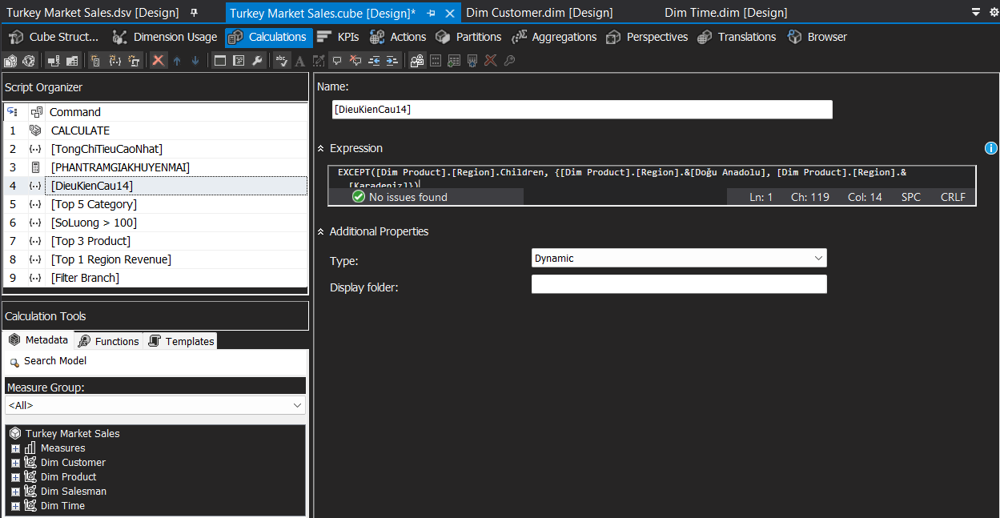 Turkey Market Sales.dsv [Design]
Turkey Market Sales.cube [Design]*
Dim Customer.dim [Design]
Dim Time.dim [Design]
Cube Struct...
Dimension Usage
Calculations
KPIs
Actions
Partitions
Aggregations
Perspectives
Translations
Browser
Script Organizer
Command
1 CALCULATE
2 [TongChiTieuCaoNhat]
3 [PHANTRAMGIAKHUYENMAI]
4 [DieuKienCau14]
5 [Top 5 Category]
6 [SoLuong > 100]
7 [Top 3 Product]
8 [Top 1 Region Revenue]
9 [Filter Branch]
Calculation Tools
Metadata
Functions
Templates
Search Model
Measure Group:
<All>
Turkey Market Sales
Measures
Dim Customer
Dim Product
Dim Salesman
Dim Time
Name:
[DieuKienCau14]
Expression
EXCEPT([Dim Product].[Region].Children, {[Dim Product].[Region].&[Doğu Anadolu], [Dim Product].[Region].&
[Karadeniz]})
No issues found
Ln: 1
Ch: 119
Col: 14
SPC
CRLF
Additional Properties
Type:
Dynamic
Display folder: